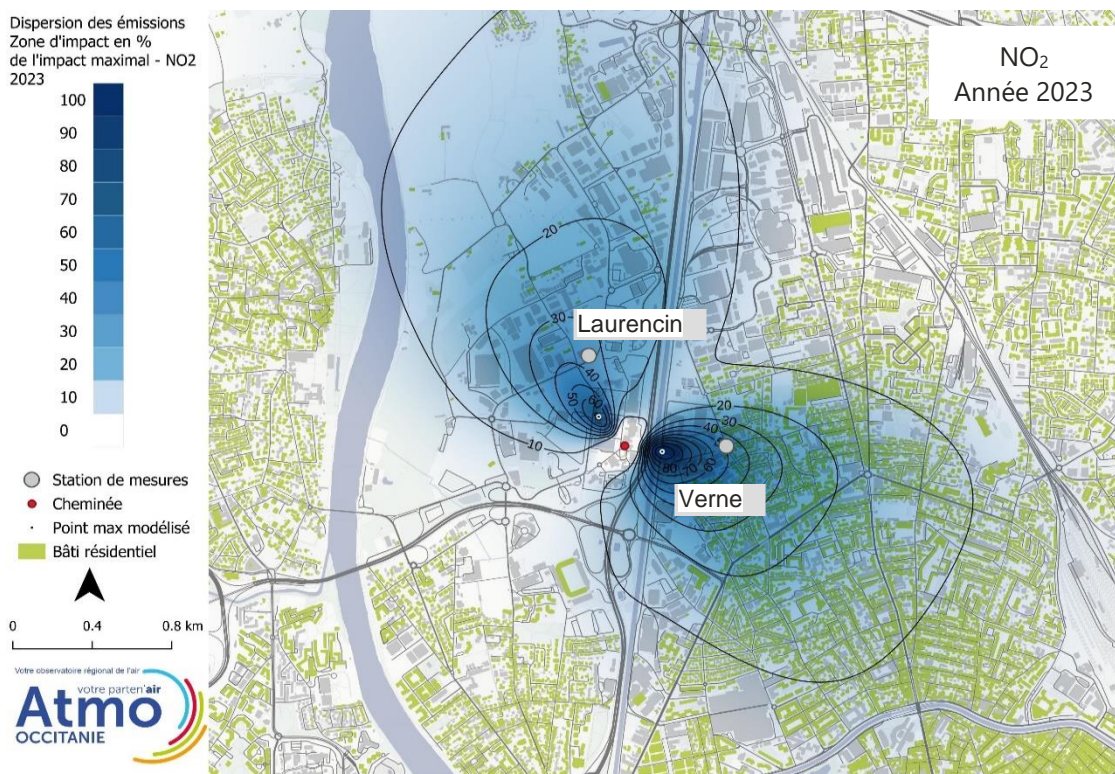 Dispersion des émissions
Zone d'impact en %
de l'impact maximal - NO2
2023
100
90
80
70
60
50
40
30
20
10
0
Station de mesures
Cheminée
Point max modélisé
Bâti résidentiel
0 0.4 0.8 km
Votre observatoire régional de l'air
votre parten'air
Atmo
OCCITANIE
NO₂
Année 2023
20
30
Laurencin
40
50
60
10
20
30
40
60
70
80
Verne